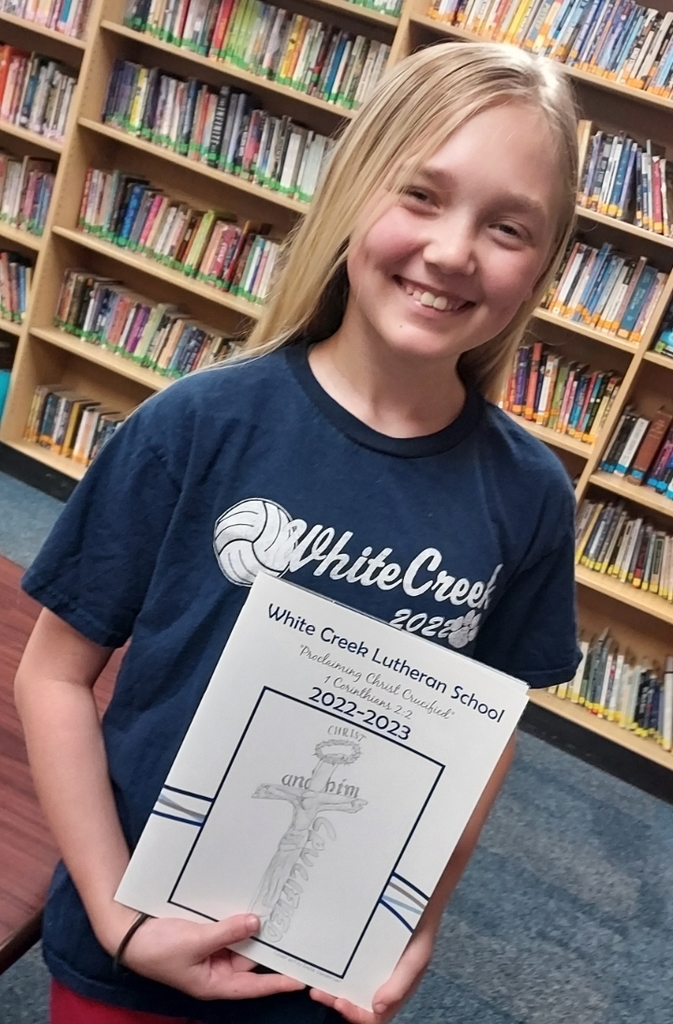 White Creek
2022
White Creek Lutheran School
"Proclaiming Christ Crucified"
1 Corinthians 2:2
2022-2023
CHRIST
and him
CRUCIFIED